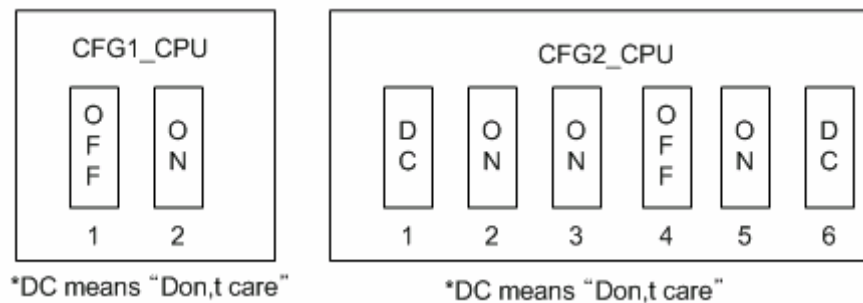 CFG1_CPU
OFF ON
1 2
*DC means "Don,t care"
CFG2_CPU
DC ON ON OFF ON DC
1 2 3 4 5 6
*DC means "Don,t care"